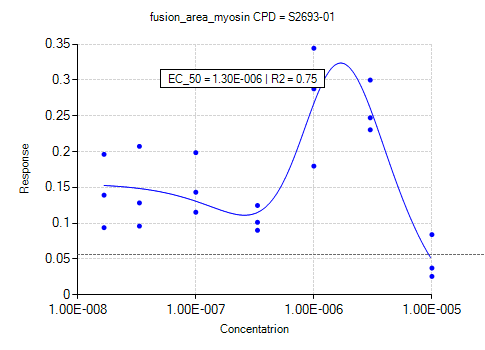 fusion_area_myosin CPD = S2693-01
0.35
EC_50 = 1.30E-006 | R2 = 0.75
0.3
0.25
0.2
0.15
0.1
0.05
0
Response
1.00E-008 1.00E-007 1.00E-006 1.00E-005
Concentatrion